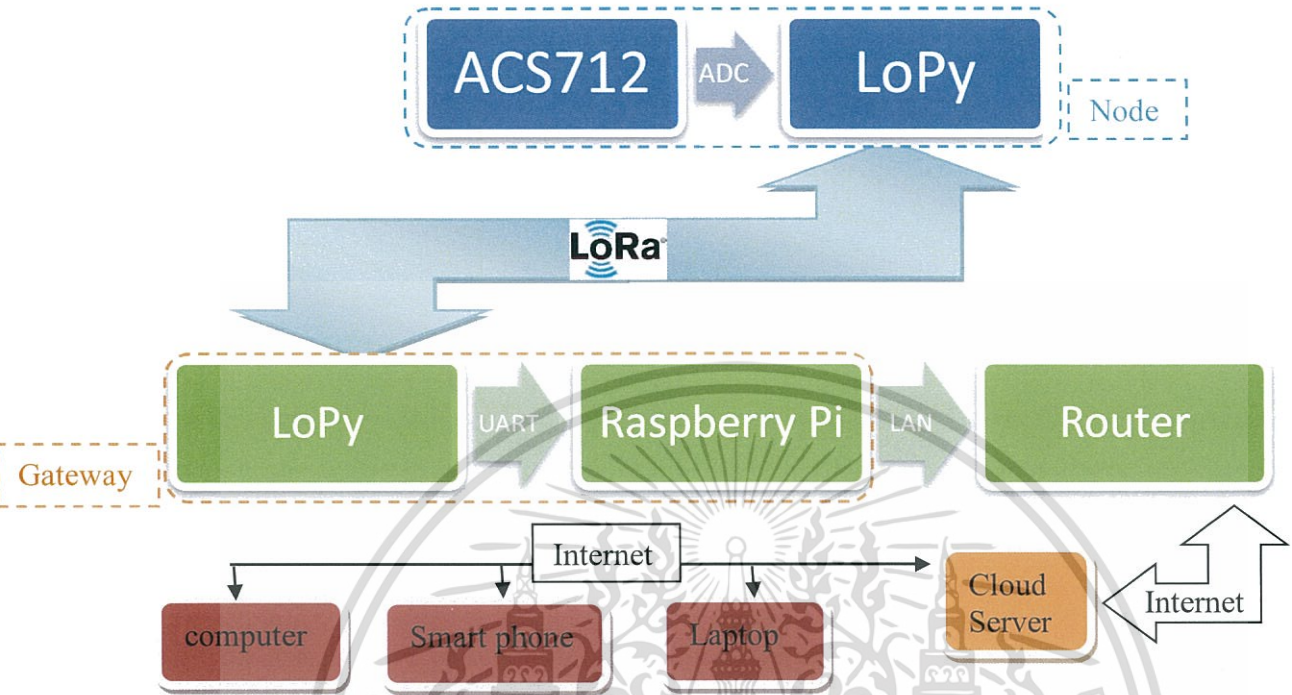 ACS712
ADC
LoPy
Node
LoRa
LoPy
UART
Raspberry Pi
LAN
Router
Gateway
Internet
Cloud
Server
Internet
computer
Smart phone
Laptop